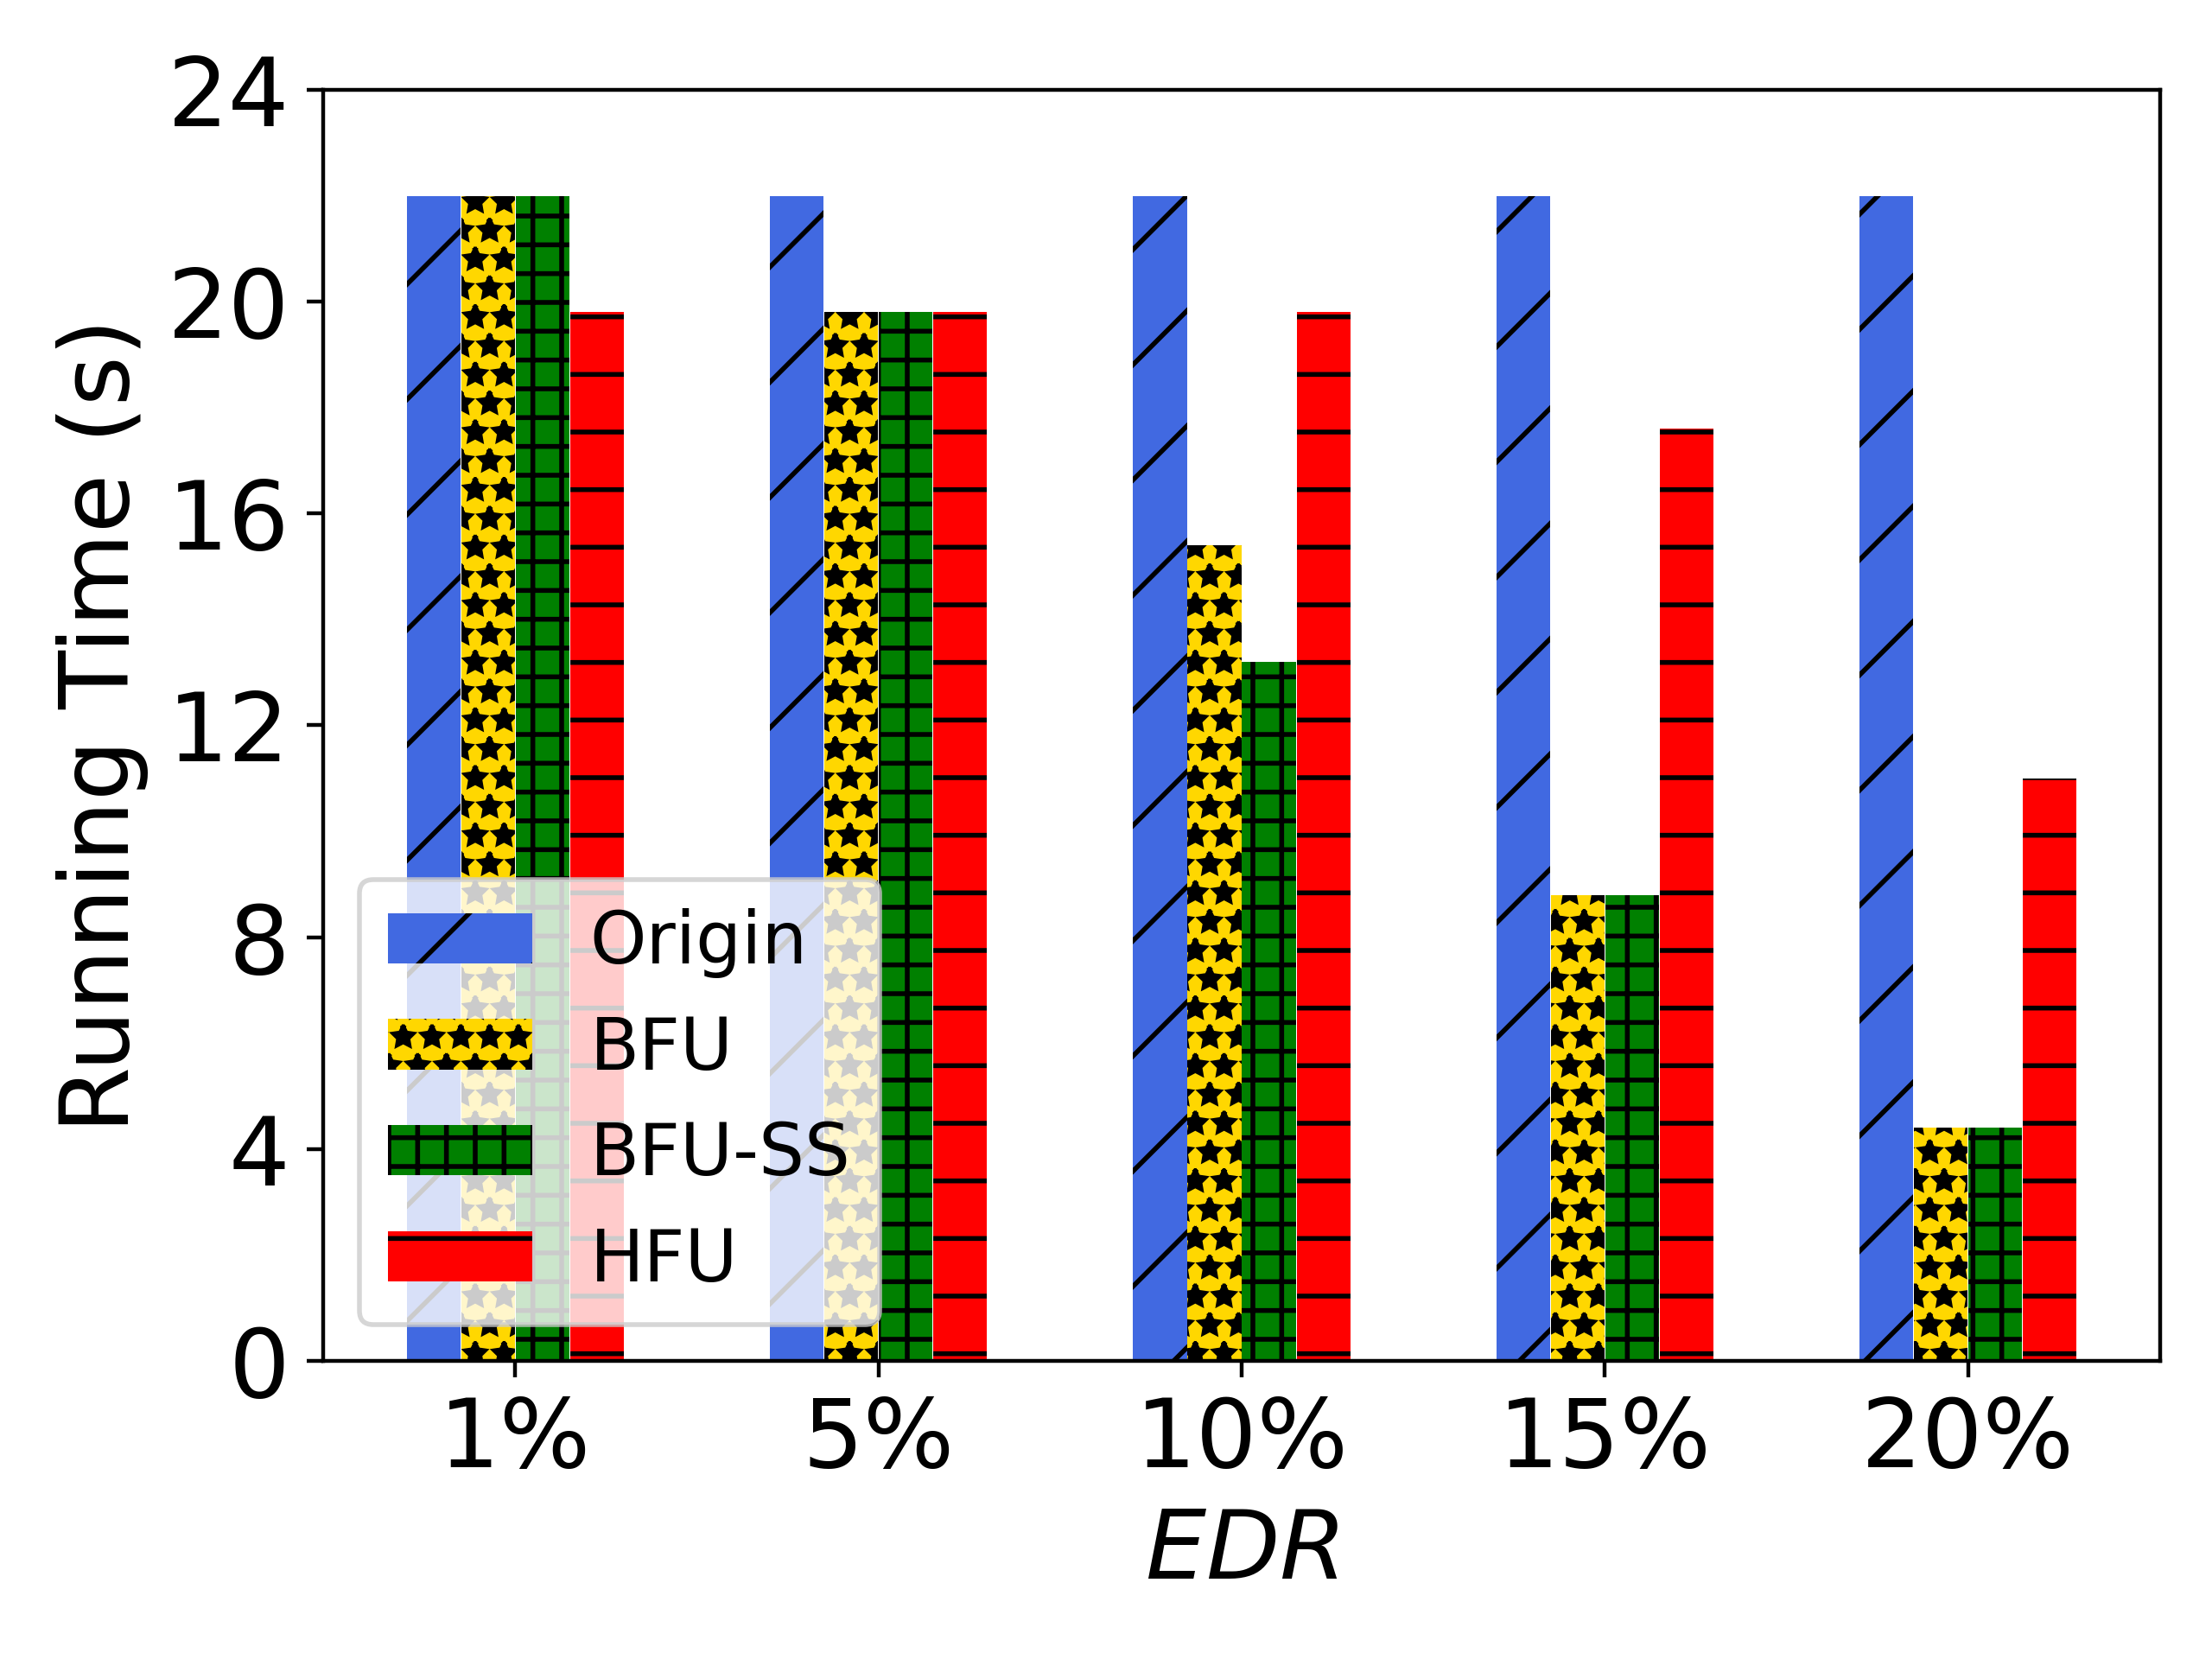 24
20
16
12
8
4
0
Running Time (s)
Origin
BFU
BFU-SS
HFU
1% 5% 10% 15% 20%
EDR